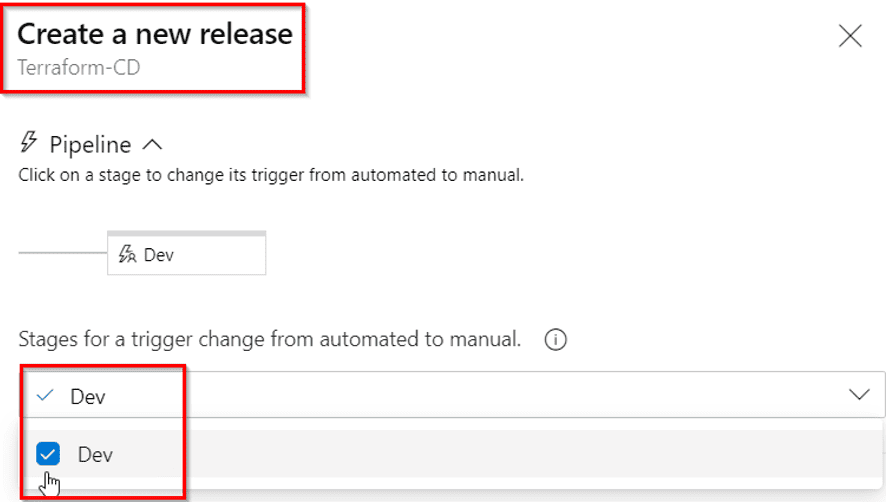 Create a new release
Terraform-CD
Pipeline
Click on a stage to change its trigger from automated to manual.
Dev
Stages for a trigger change from automated to manual.
Dev
Dev